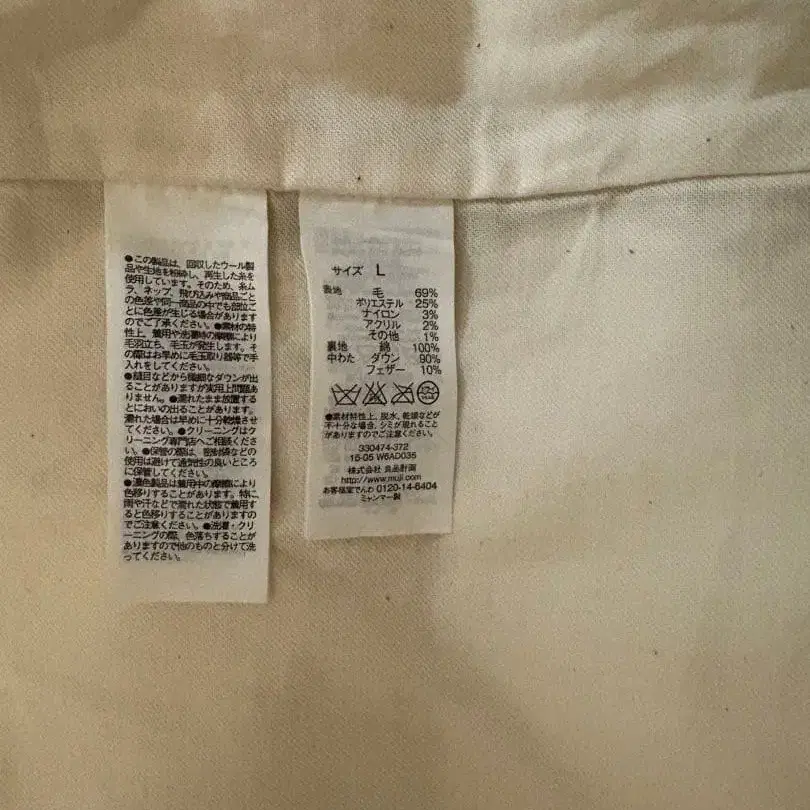 ●この製品は、回収したウール製
品や生地を粉砕し、再生した糸を
使用しています。そのため、糸ム
ラ、ネップ、飛び込みや商品ごと
の色差や同一商品の中でも部位ご
とに色差が生じる場合があります
のでご了承ください。●素材の特
性上、着用や洗濯時の摩擦により
毛羽立ち、毛玉が発生します。そ
の際はお早めに毛玉取り器等で手
入れをしてください。
●縫目などから繊細なダウンが出
ることがありますが実用上問題あ
りません。●濡れたまま放置する
とにおいの出ることがあります。
濡れた場合は早めに十分乾燥させ
てください。●クリーニングはク
リーニング専門店へご相談くださ
い。●保管の際は、密封袋などの
使用は避けて通気性の良いところ
に保管してください。
●濃色製品は着用中の摩擦により
色移りすることがあります。特に
雨や汗などで濡れた状態で着用す
ると色移りすることがありますの
でご注意ください。●洗濯・クリ
ーニングの際、色落ちすることが
ありますので他のものと分けて洗
ってください。
サイズ L
表地 毛 69%
ポリエステル 25%
ナイロン 3%
アクリル 2%
その他 1%
裏地 綿 100%
中わた ダウン 90%
フェザー 10%
●素材特性上、脱水、乾燥などが
不十分な場合、シミが現れること
がありますのでご注意ください。
330474-372
15-05 W6AD035
株式会社 良品計画
http://www.muji.com
お客様室でんわ 0120-14-6404
ミャンマー製